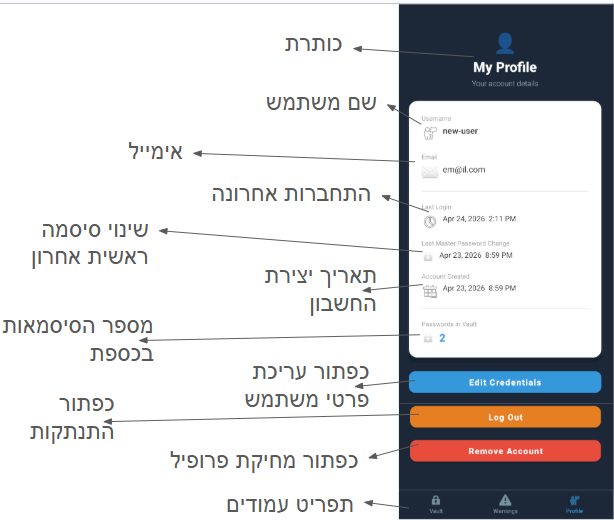 כותרת
שם משתמש
אימייל
התחברות אחרונה
שינוי סיסמה
ראשית אחרון
תאריך יצירת
החשבון
מספר הסיסמאות
בכספת
כפתור עריכת
פרטי משתמש
כפתור
התנתקות
כפתור מחיקת פרופיל
תפריט עמודים
My Profile
Your account details
Username
new-user
Email
em@il.com
Last Login
Apr 24, 2026 2:11 PM
Last Master Password Change
Apr 23, 2026 8:59 PM
Account Created
Apr 23, 2026 8:59 PM
Passwords in Vault
2
Edit Credentials
Log Out
Remove Account
Vault
Warnings
Profile